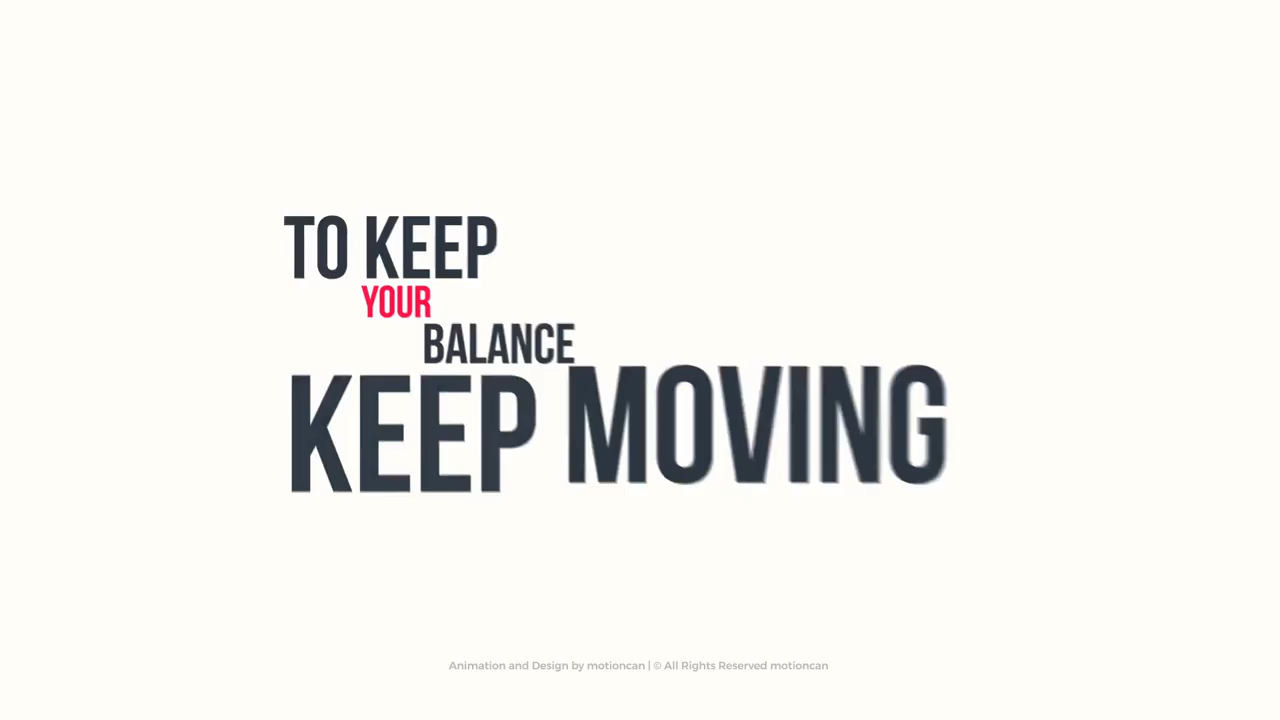 TO KEEP
YOUR
BALANCE
KEEP MOVING
Animation and Design by motioncan | © All Rights Reserved motioncan